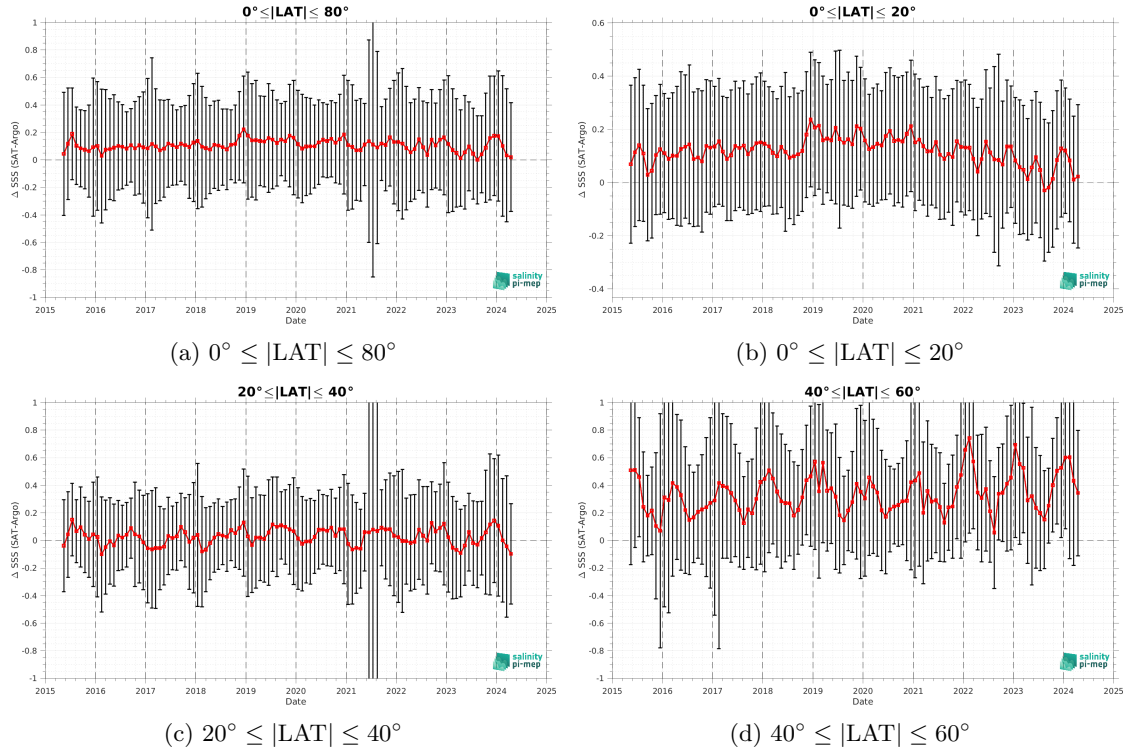 0°≤|LAT|≤ 80°
Δ SSS (SAT-Argo)
1
0.8
0.6
0.4
0.2
0
-0.2
-0.4
-0.6
-0.8
-1
2015 2016 2017 2018 2019 2020 2021 2022 2023 2024 2025
Date
salinity
pi-mep
(a) 0° ≤ |LAT| ≤ 80°
0°≤|LAT|≤ 20°
Δ SSS (SAT-Argo)
0.6
0.4
0.2
0
-0.2
-0.4
2015 2016 2017 2018 2019 2020 2021 2022 2023 2024 2025
Date
salinity
pi-mep
(b) 0° ≤ |LAT| ≤ 20°
20°≤|LAT|≤ 40°
Δ SSS (SAT-Argo)
1
0.8
0.6
0.4
0.2
0
-0.2
-0.4
-0.6
-0.8
-1
2015 2016 2017 2018 2019 2020 2021 2022 2023 2024 2025
Date
salinity
pi-mep
(c) 20° ≤ |LAT| ≤ 40°
40°≤|LAT|≤ 60°
Δ SSS (SAT-Argo)
1
0.8
0.6
0.4
0.2
0
-0.2
-0.4
-0.6
-0.8
-1
2015 2016 2017 2018 2019 2020 2021 2022 2023 2024 2025
Date
salinity
pi-mep
(d) 40° ≤ |LAT| ≤ 60°